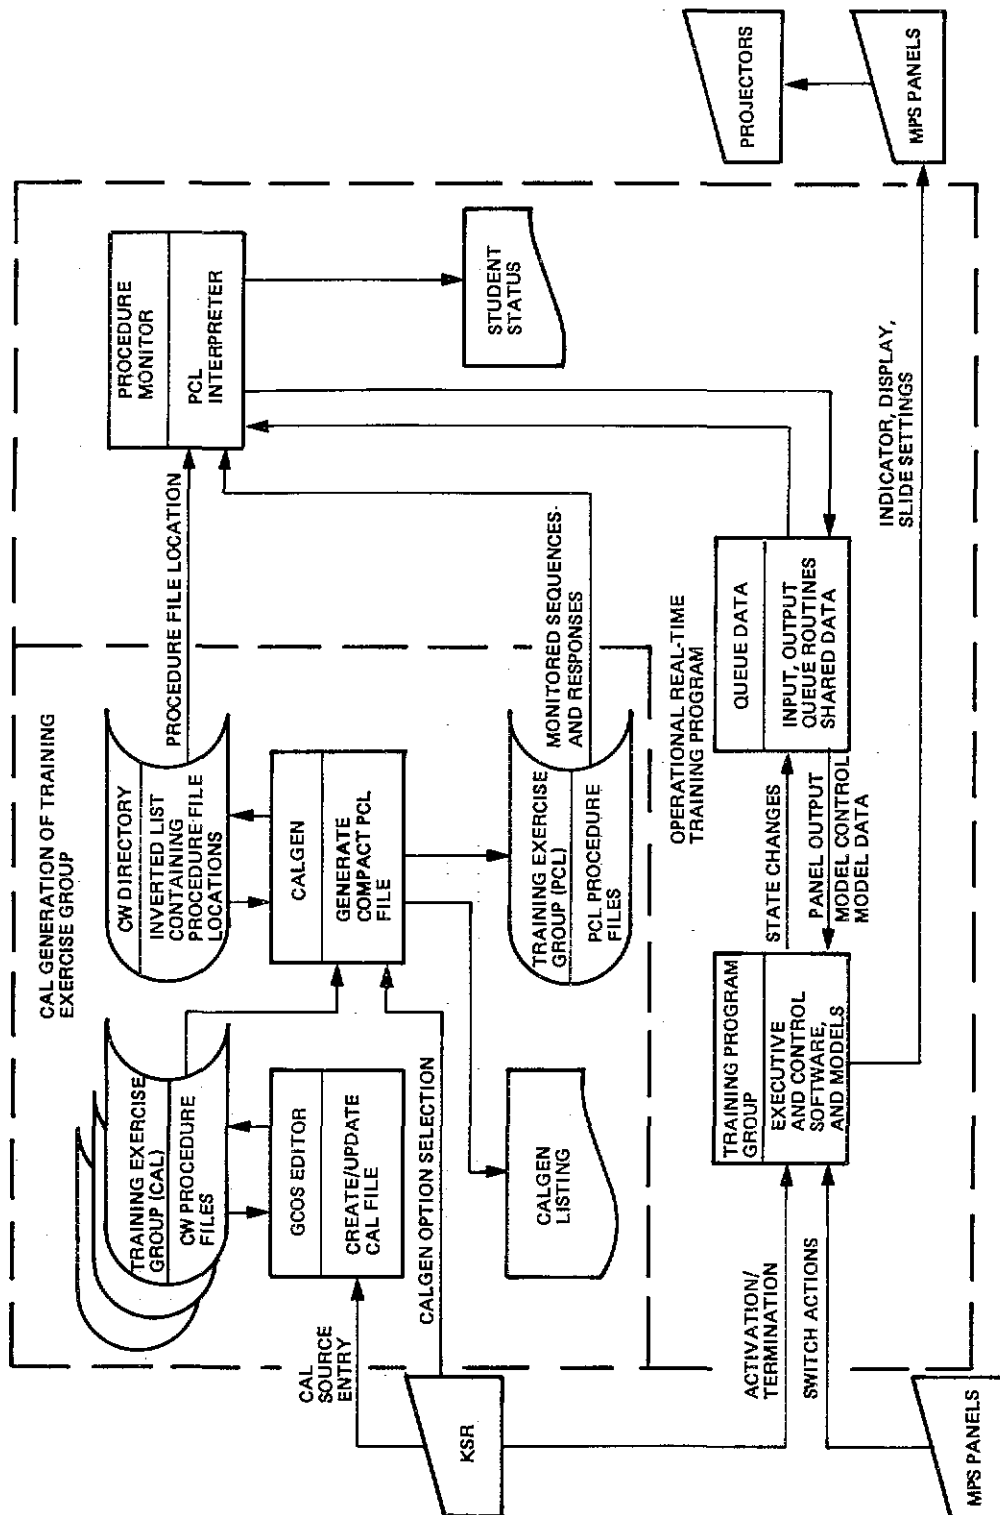 CAL GENERATION OF TRAINING
EXERCISE GROUP
TRAINING EXERCISE
GROUP (CAL)
CW PROCEDURE
FILES
CW DIRECTORY
INVERTED LIST
CONTAINING
PROCEDURE FILE
LOCATIONS
PROCEDURE FILE LOCATION
PROCEDURE
MONITOR
PCL
INTERPRETER
GCOS EDITOR
CREATE/UPDATE
CAL FILE
CALGEN
GENERATE
COMPACT PCL
FILE
CAL
SOURCE
ENTRY
CALGEN OPTION SELECTION
KSR
CALGEN
LISTING
TRAINING EXERCISE
GROUP (PCL)
PCL PROCEDURE
FILES
MONITORED SEQUENCES-
AND RESPONSES
STUDENT
STATUS
OPERATIONAL REAL-TIME
TRAINING PROGRAM
ACTIVATION/
TERMINATION
SWITCH ACTIONS
MPS PANELS
TRAINING PROGRAM
GROUP
EXECUTIVE
AND CONTROL
SOFTWARE,
AND MODELS
STATE CHANGES
PANEL OUTPUT
MODEL CONTROL
MODEL DATA
QUEUE DATA
INPUT, OUTPUT
QUEUE ROUTINES
SHARED DATA
INDICATOR, DISPLAY,
SLIDE SETTINGS
PROJECTORS
MPS PANELS